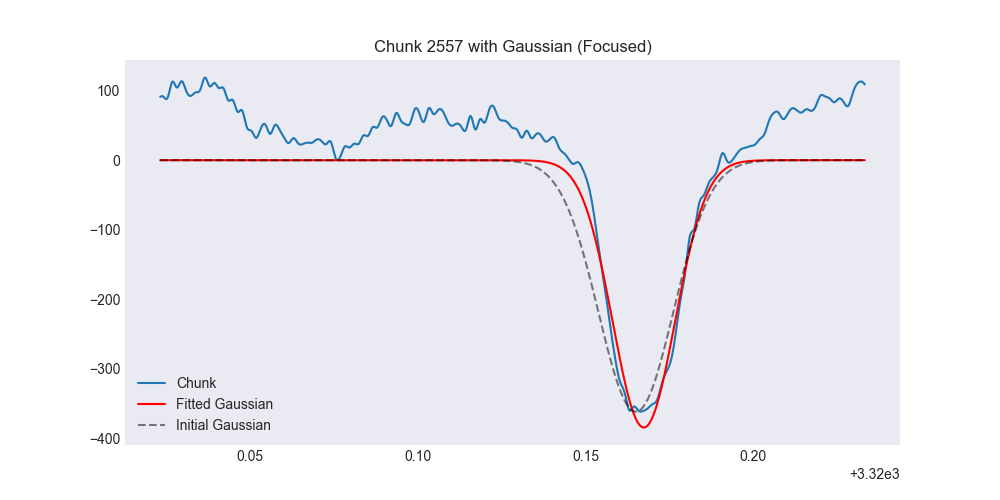 Chunk 2557 with Gaussian (Focused)
100
0
−100
−200
−300
−400
Chunk
Fitted Gaussian
Initial Gaussian
0.05 0.10 0.15 0.20
+3.32e3